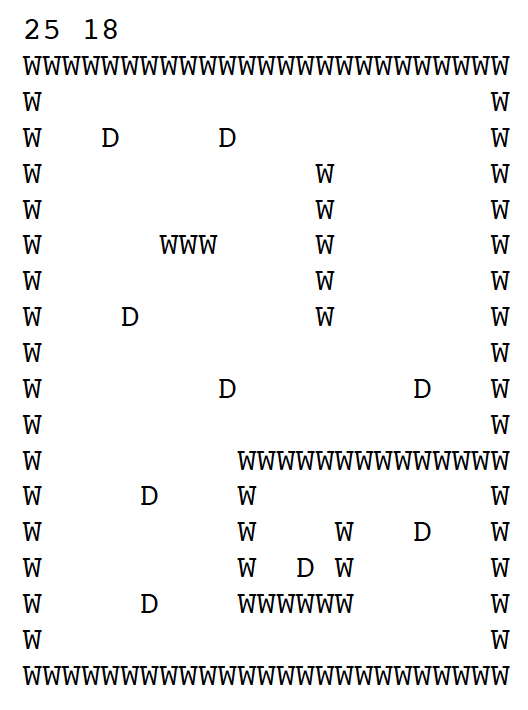 25 18
WWWWWWWWWWWWWWWWWWWWWWWWW
W                       W
W   D     D             W
W              W        W
W              W        W
W      WWW     W        W
W              W        W
W    D         W        W
W                       W
W         D         D   W
W                       W
W          WWWWWWWWWWWWWW
W     D    W            W
W          W    W   D   W
W          W  D W       W
W     D    WWWWWW       W
W                       W
WWWWWWWWWWWWWWWWWWWWWWWWW